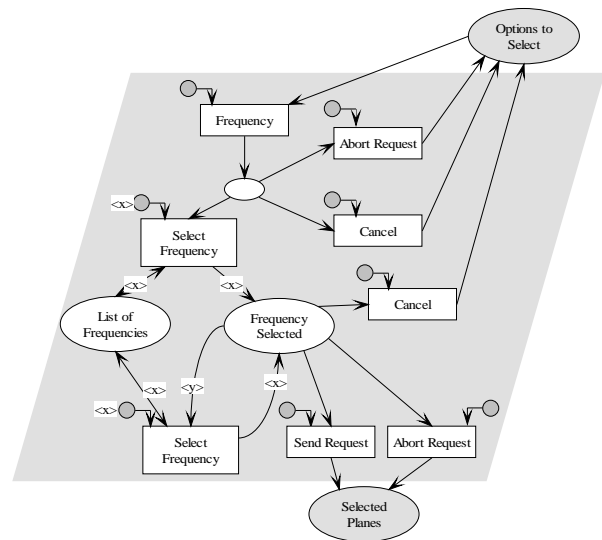 Options to
Select
Frequency
Abort Request
<x>
Cancel
Select
Frequency
<x>
<x>
Cancel
List of
Frequencies
Frequency
Selected
<x>
<y>
<x>
<x>
Select
Frequency
Send Request
Abort Request
Selected
Planes